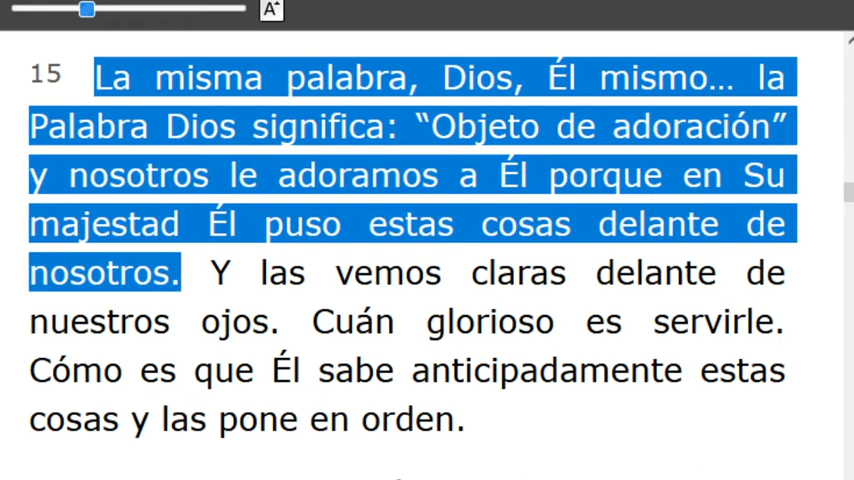 A
15 La misma palabra, Dios, Él mismo… la
Palabra Dios significa: “Objeto de adoración”
y nosotros le adoramos a Él porque en Su
majestad Él puso estas cosas delante de
nosotros. Y las vemos claras delante de
nuestros ojos. Cuán glorioso es servirle.
Cómo es que Él sabe anticipadamente estas
cosas y las pone en orden.